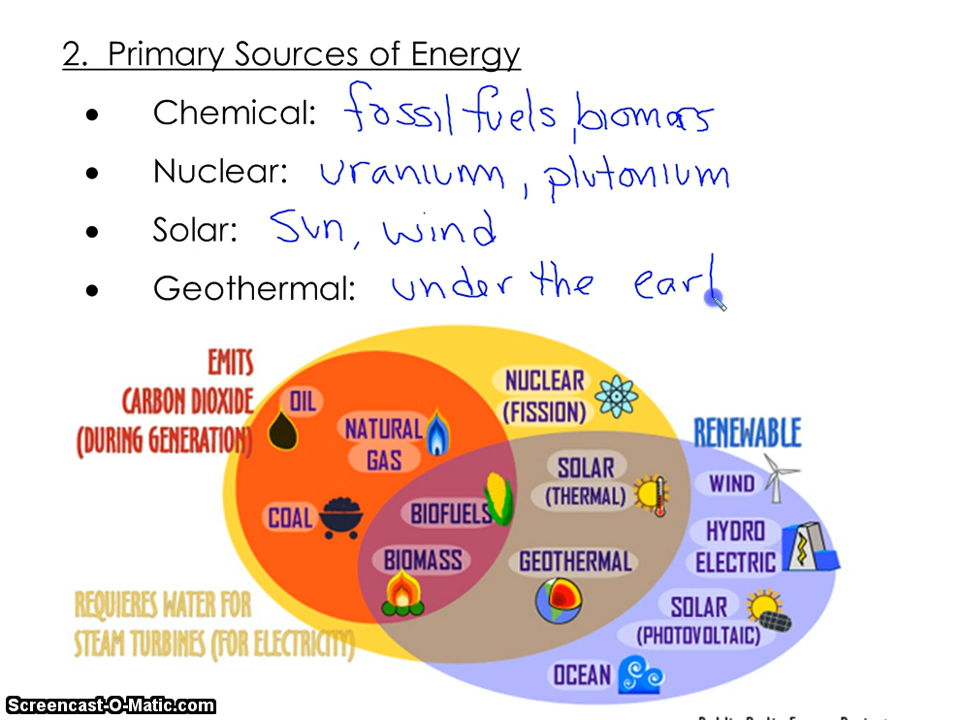 2. Primary Sources of Energy
• Chemical: fossil fuels, biomass
• Nuclear: uranium, plutonium
• Solar: Sun, wind
• Geothermal: under the eart
EMITS
CARBON DIOXIDE
(DURING GENERATION)
OIL
NATURAL
GAS
COAL
BIOFUELS
BIOMASS
NUCLEAR
(FISSION)
SOLAR
(THERMAL)
GEOTHERMAL
RENEWABLE
WIND
HYDRO
ELECTRIC
SOLAR
(PHOTOVOLTAIC)
OCEAN
REQUIERES WATER FOR
STEAM TURBINES (FOR ELECTRICITY)
Screencast-O-Matic.com